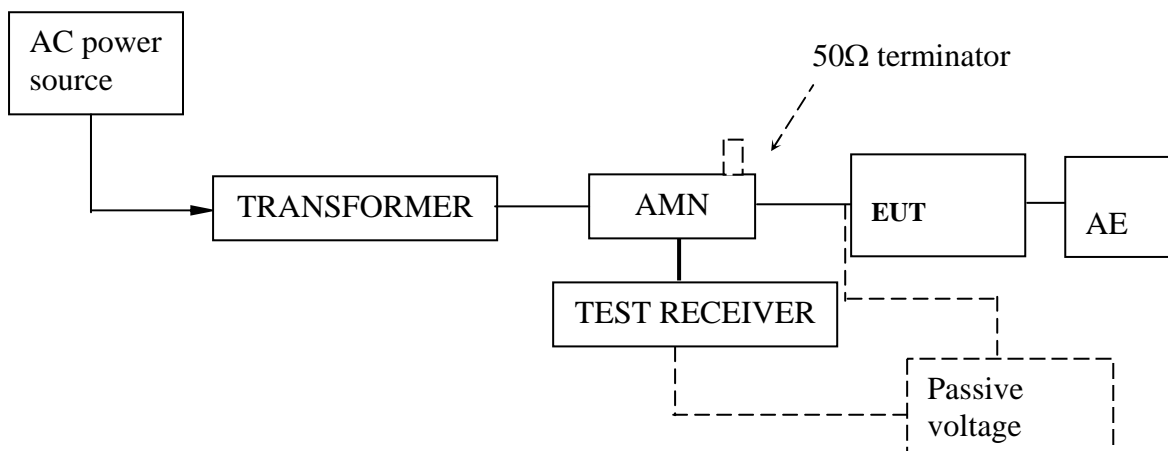 AC power
source
50Ω terminator
TRANSFORMER
AMN
EUT
AE
TEST RECEIVER
Passive
voltage